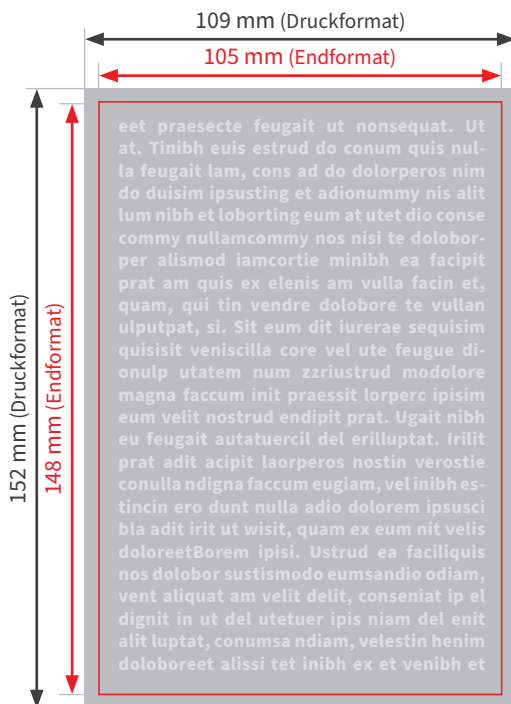 109 mm (Druckformat)
105 mm (Endformat)
152 mm (Druckformat)
148 mm (Endformat)
eet praesecte feugait ut nonsequat. Ut
at. Tinibh euis estrud do conum quis nul-
la feugait lam, cons ad do dolorperos nim
do duisim ipsusting et adionummy nis alit
lum nibh et loborting eum at utet dio conse
commy nullamcommy nos nisi te dolobor-
per alismod iamcortie minibh ea facipit
prat am quis ex elenis am vulla facin et,
quam, qui tin vendre dolobore te vullan
ulputpat, si. Sit eum dit iurerae sequisim
quisisit veniscilla core vel ute feugue di-
onulp utatem num zzriustrud modolore
magna faccum init praessit lorperc ipisim
eum velit nostrud endipit prat. Ugait nibh
eu feugait autatuercil del erilluptat. Irilit
prat adit acipit laorperos nostin verostie
conulla ndigna faccum eugiam, vel inibh es-
tincin ero dunt nulla adio dolorem ipsusci
bla adit irit ut wisit, quam ex eum nit velis
doloreetBorem ipisi. Ustrud ea faciliquis
nos dolobor sustismodo eumsandio odiam,
vent aliquat am velit delit, conseniat ip el
dignit in ut del utetuer ipis niam del enit
alit luptat, conumsa ndiam, velestin henim
doloboreet alissi tet inibh ex et venibh et